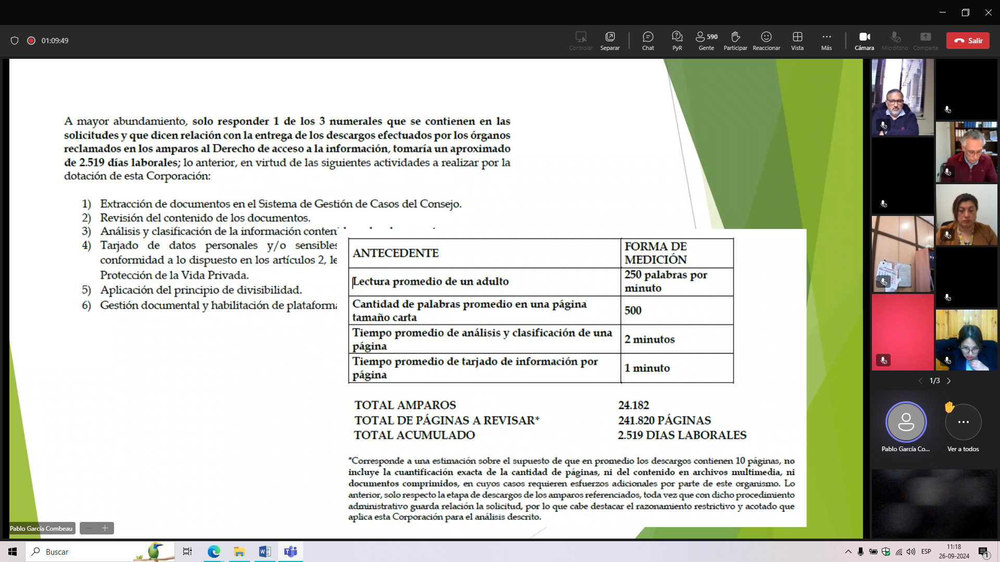 01:09:49
Controlar
Separar
Chat
PyR
590
Gente
Participar
Reaccionar
Vista
Más
Cámara
Micrófono
Comparte
Salir
A mayor abundamiento, solo responder 1 de los 3 numerales que se contienen en las
solicitudes y que dicen relación con la entrega de los descargos efectuados por los órganos
reclamados en los amparos al Derecho de acceso a la información, tomaría un aproximado
de 2.519 días laborales; lo anterior, en virtud de las siguientes actividades a realizar por la
dotación de esta Corporación:
1) Extracción de documentos en el Sistema de Gestión de Casos del Consejo.
2) Revisión del contenido de los documentos.
3) Análisis y clasificación de la información
4) Tarjado de datos personales y/o sensibles
conformidad a lo dispuesto en los artículos 2,
Protección de la Vida Privada.
5) Aplicación del principio de divisibilidad.
6) Gestión documental y habilitación de
ANTECEDENTE
FORMA DE
MEDICIÓN
Lectura promedio de un adulto
250 palabras por
minuto
Cantidad de palabras promedio en una página
tamaño carta
500
Tiempo promedio de análisis y clasificación de una
página
2 minutos
Tiempo promedio de tarjado de información por
página
1 minuto
TOTAL AMPAROS 24.182
TOTAL DE PÁGINAS A REVISAR* 241.820 PÁGINAS
TOTAL ACUMULADO 2.519 DIAS LABORALES
*Corresponde a una estimación sobre el supuesto de que en promedio los descargos contienen 10 páginas, no
incluye la cuantificación exacta de la cantidad de páginas, ni del contenido en archivos multimedia, ni
documentos comprimidos, en cuyos casos requieren esfuerzos adicionales por parte de este organismo. Lo
anterior, solo respecto la etapa de descargos de los amparos referenciados, toda vez que con dicho procedimiento
administrativo guarda relación la solicitud, por lo que cabe destacar el razonamiento restrictivo y acotado que
aplica esta Corporación para el análisis descrito.
1/3
Pablo García Co...
Ver a todos
Pablo García Combeau
Buscar
ESP
11:18
26-09-2024
1